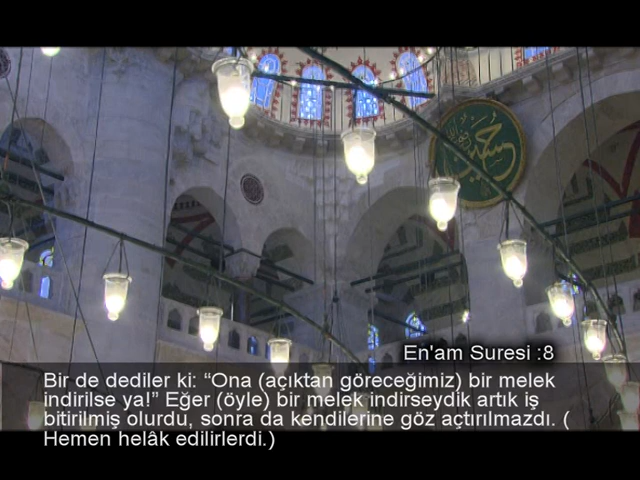 حسين
En'am Suresi :8
Bir de dediler ki: “Ona (açıktan göreceğimiz) bir melek
indirilse ya!” Eğer (öyle) bir melek indirseydik artık iş
bitirilmiş olurdu, sonra da kendilerine göz açtırılmazdı. (
Hemen helâk edilirlerdi.)